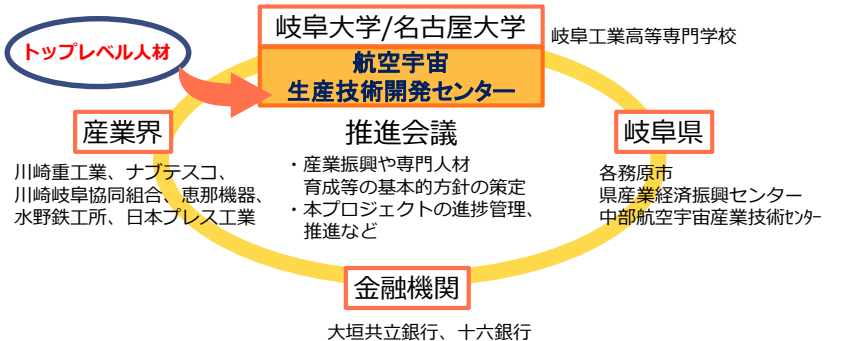 岐阜大学/名古屋大学
岐阜工業高等専門学校
トップレベル人材
航空宇宙
生産技術開発センター
産業界
推進会議
岐阜県
川崎重工業、ナブテスコ、
川崎岐阜協同組合、恵那機器、
水野鉄工所、日本プレス工業
・産業振興や専門人材
育成等の基本的方針の策定
・本プロジェクトの進捗管理、
推進など
各務原市
県産業経済振興センター
中部航空宇宙産業技術ｾﾝﾀｰ
金融機関
大垣共立銀行、十六銀行